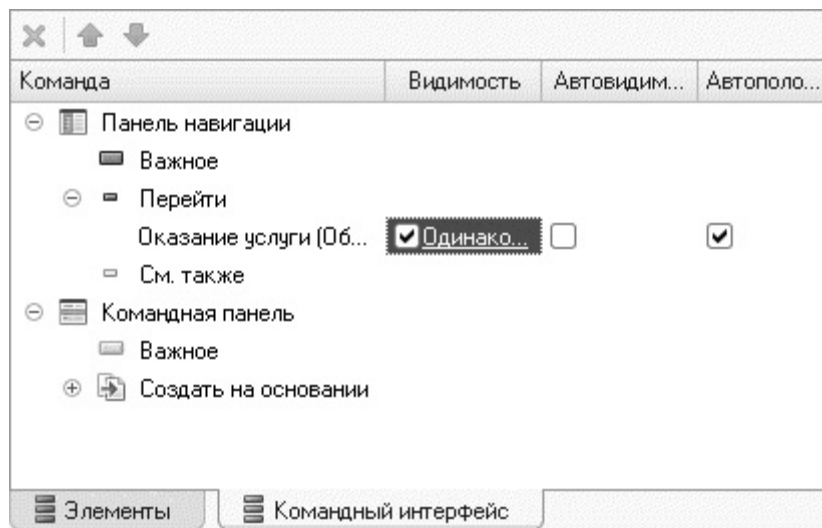 Команда Видимость Автовидим... Автополо...
Панель навигации
Важное
Перейти
Оказание услуги (Об... Одинако...
См. также
Командная панель
Важное
Создать на основании
Элементы Командный интерфейс